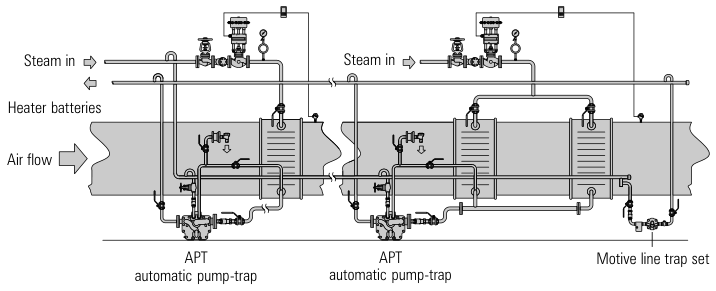 Steam in
Steam in
Heater batteries
Air flow
APT
automatic pump-trap
APT
automatic pump-trap
Motive line trap set